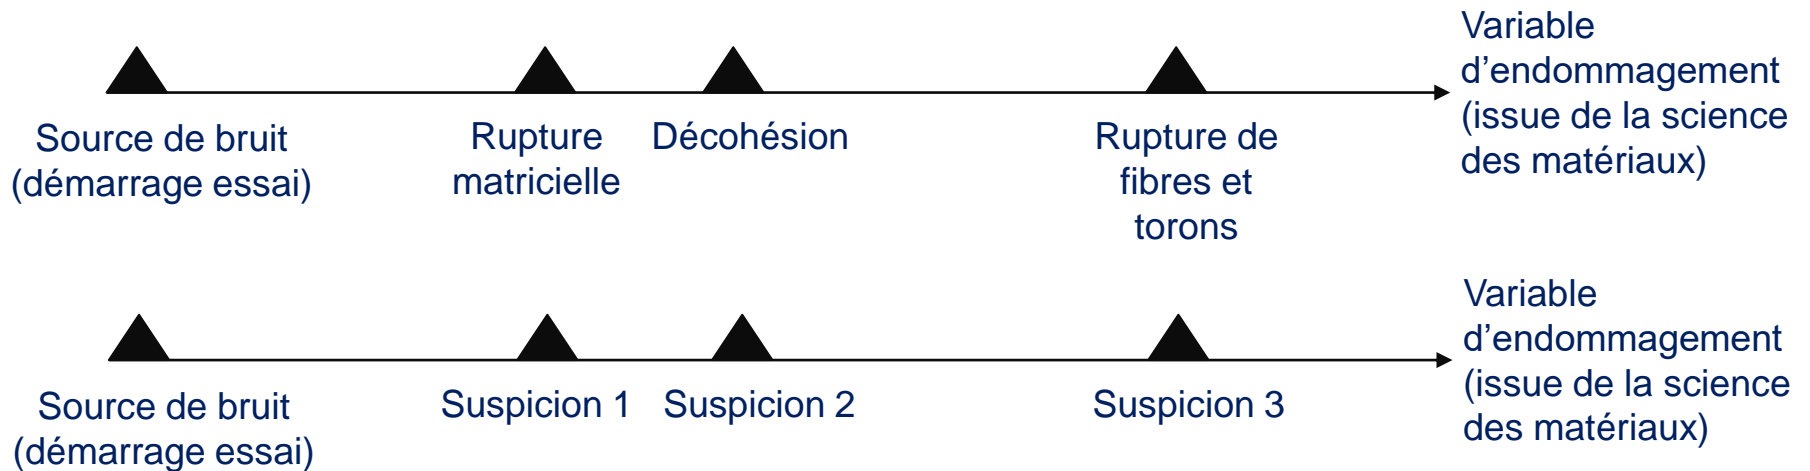 Variable
d'endommagement
(issue de la science
des matériaux)
Source de bruit
(démarrage essai)
Rupture
matricielle
Décohésion
Rupture de
fibres et
torons
Variable
d'endommagement
(issue de la science
des matériaux)
Source de bruit
(démarrage essai)
Suspicion 1
Suspicion 2
Suspicion 3